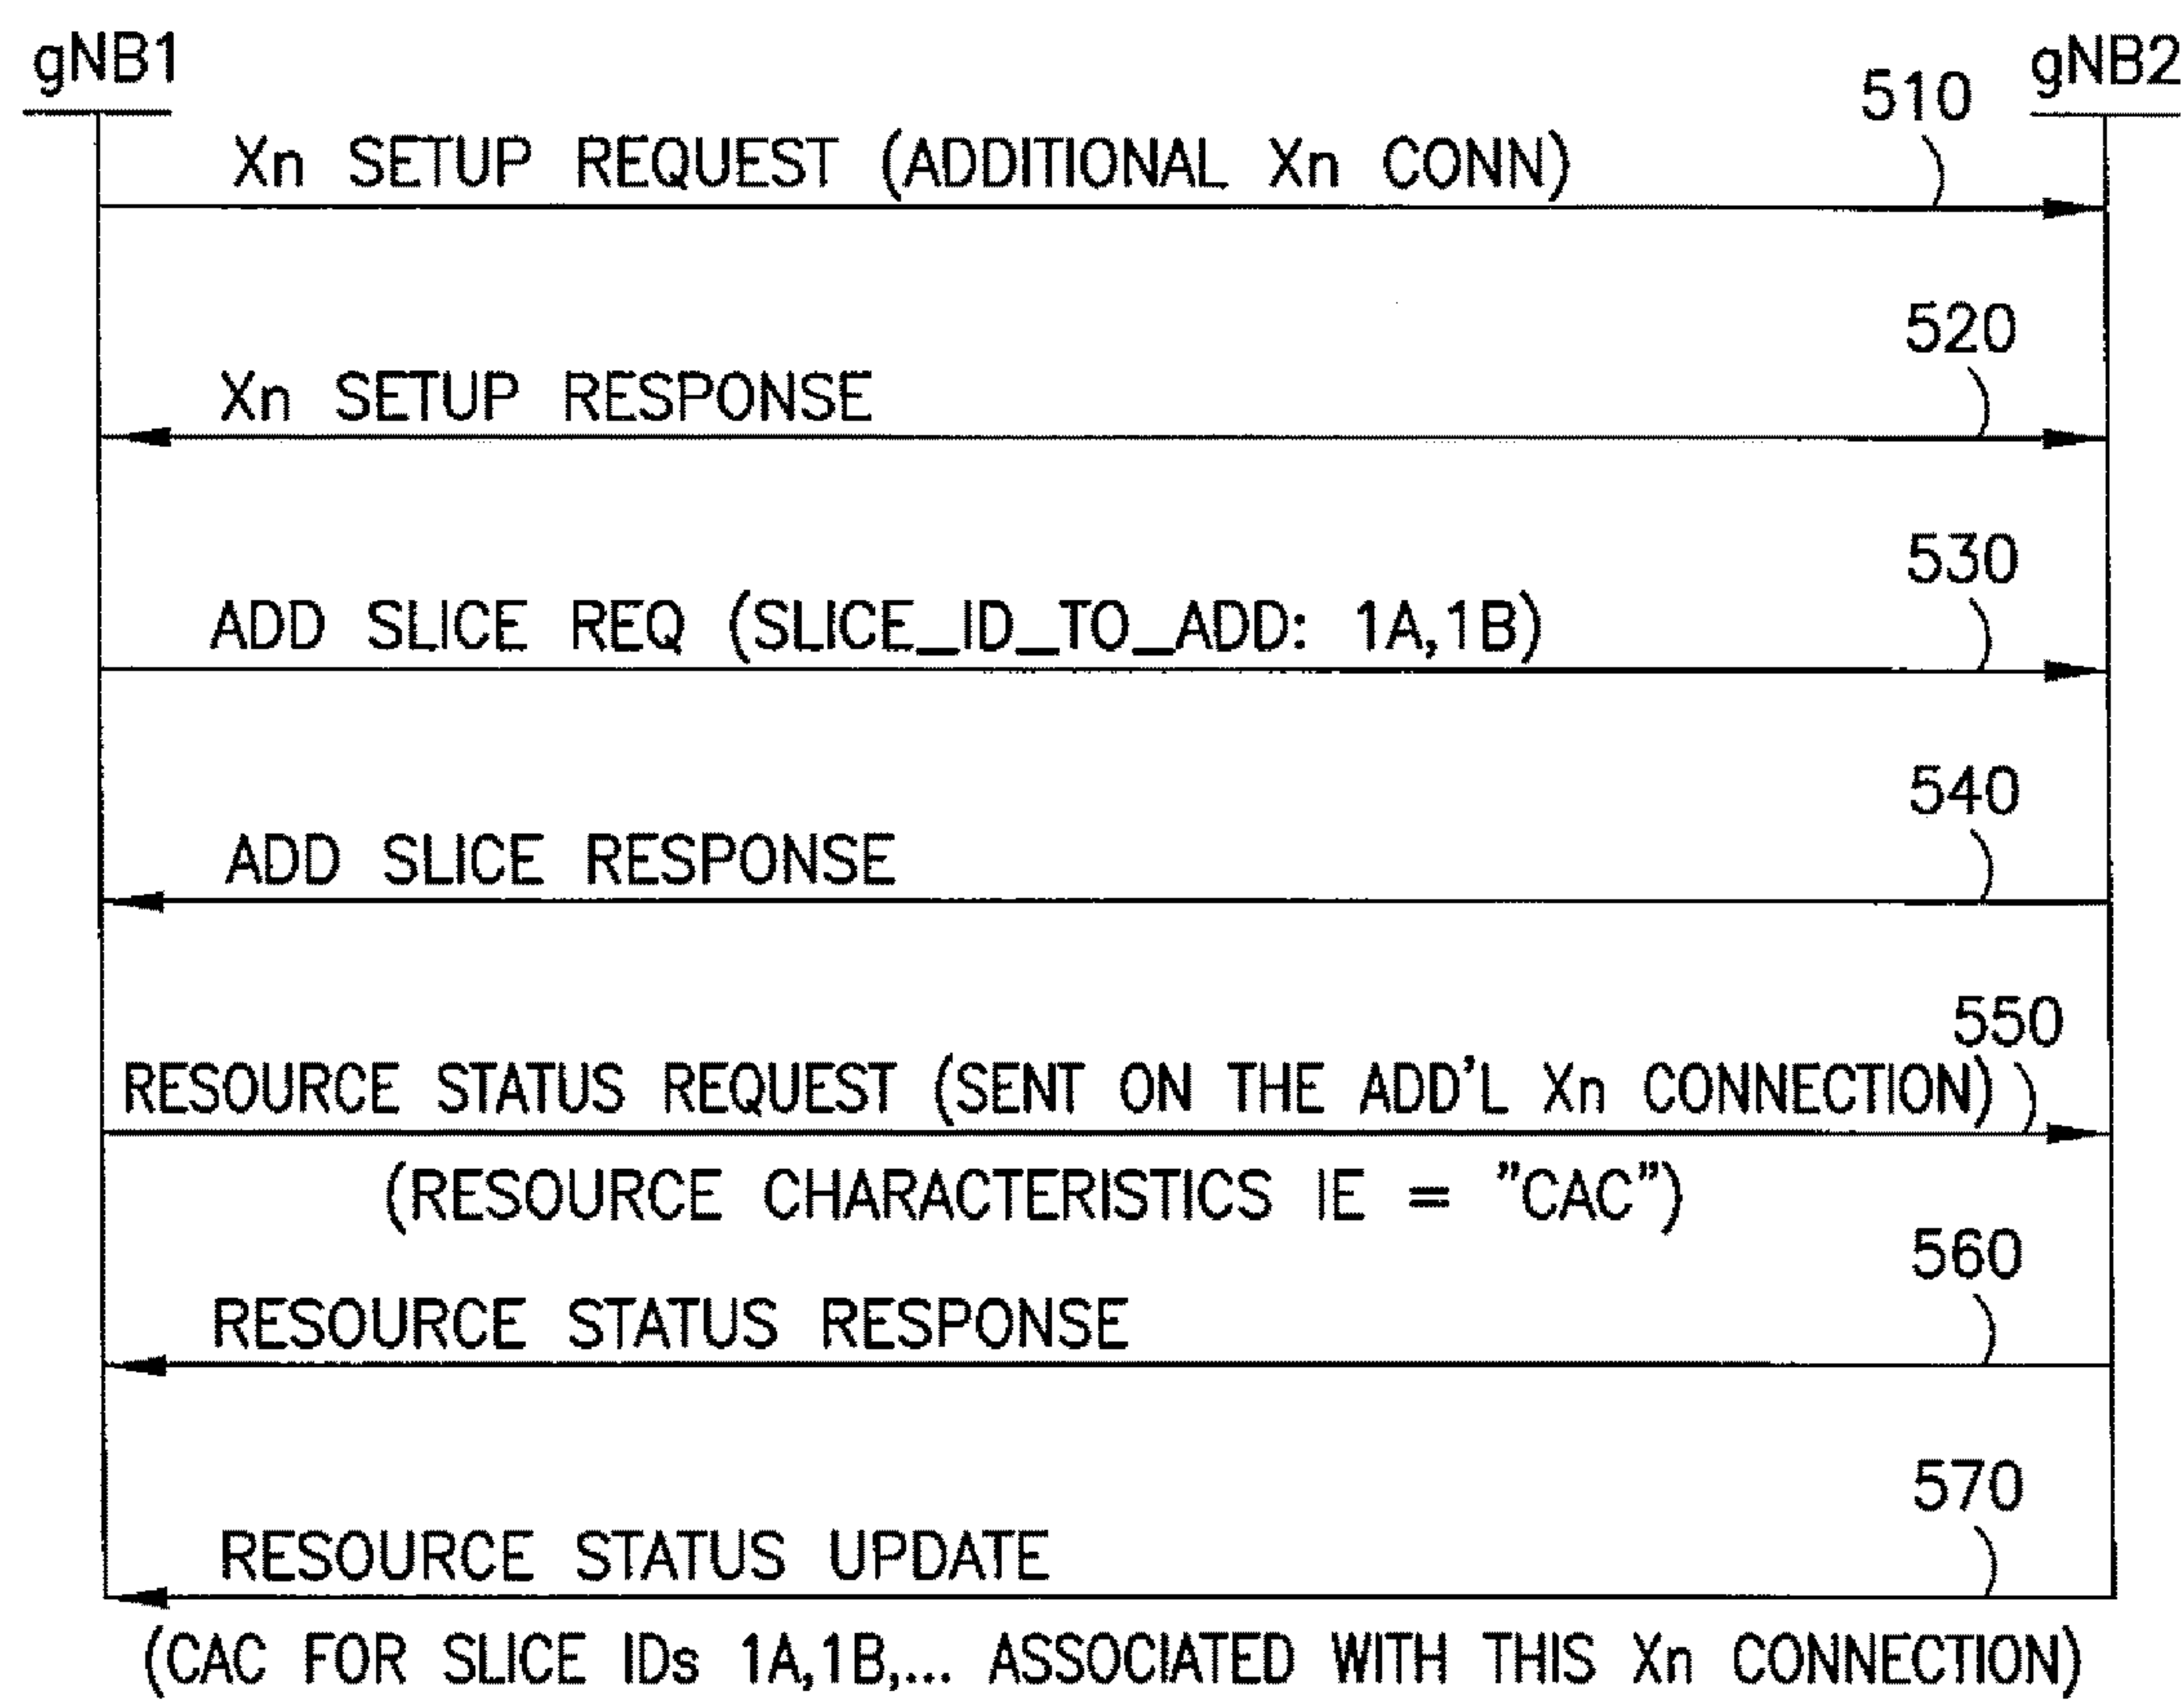 gNB1
gNB2
510
Xn SETUP REQUEST (ADDITIONAL Xn CONN)
520
Xn SETUP RESPONSE
530
ADD SLICE REQ (SLICE_ID_TO_ADD: 1A,1B)
540
ADD SLICE RESPONSE
550
RESOURCE STATUS REQUEST (SENT ON THE ADD'L Xn CONNECTION)
(RESOURCE CHARACTERISTICS IE = "CAC")
560
RESOURCE STATUS RESPONSE
570
RESOURCE STATUS UPDATE
(CAC FOR SLICE IDs 1A,1B,... ASSOCIATED WITH THIS Xn CONNECTION)